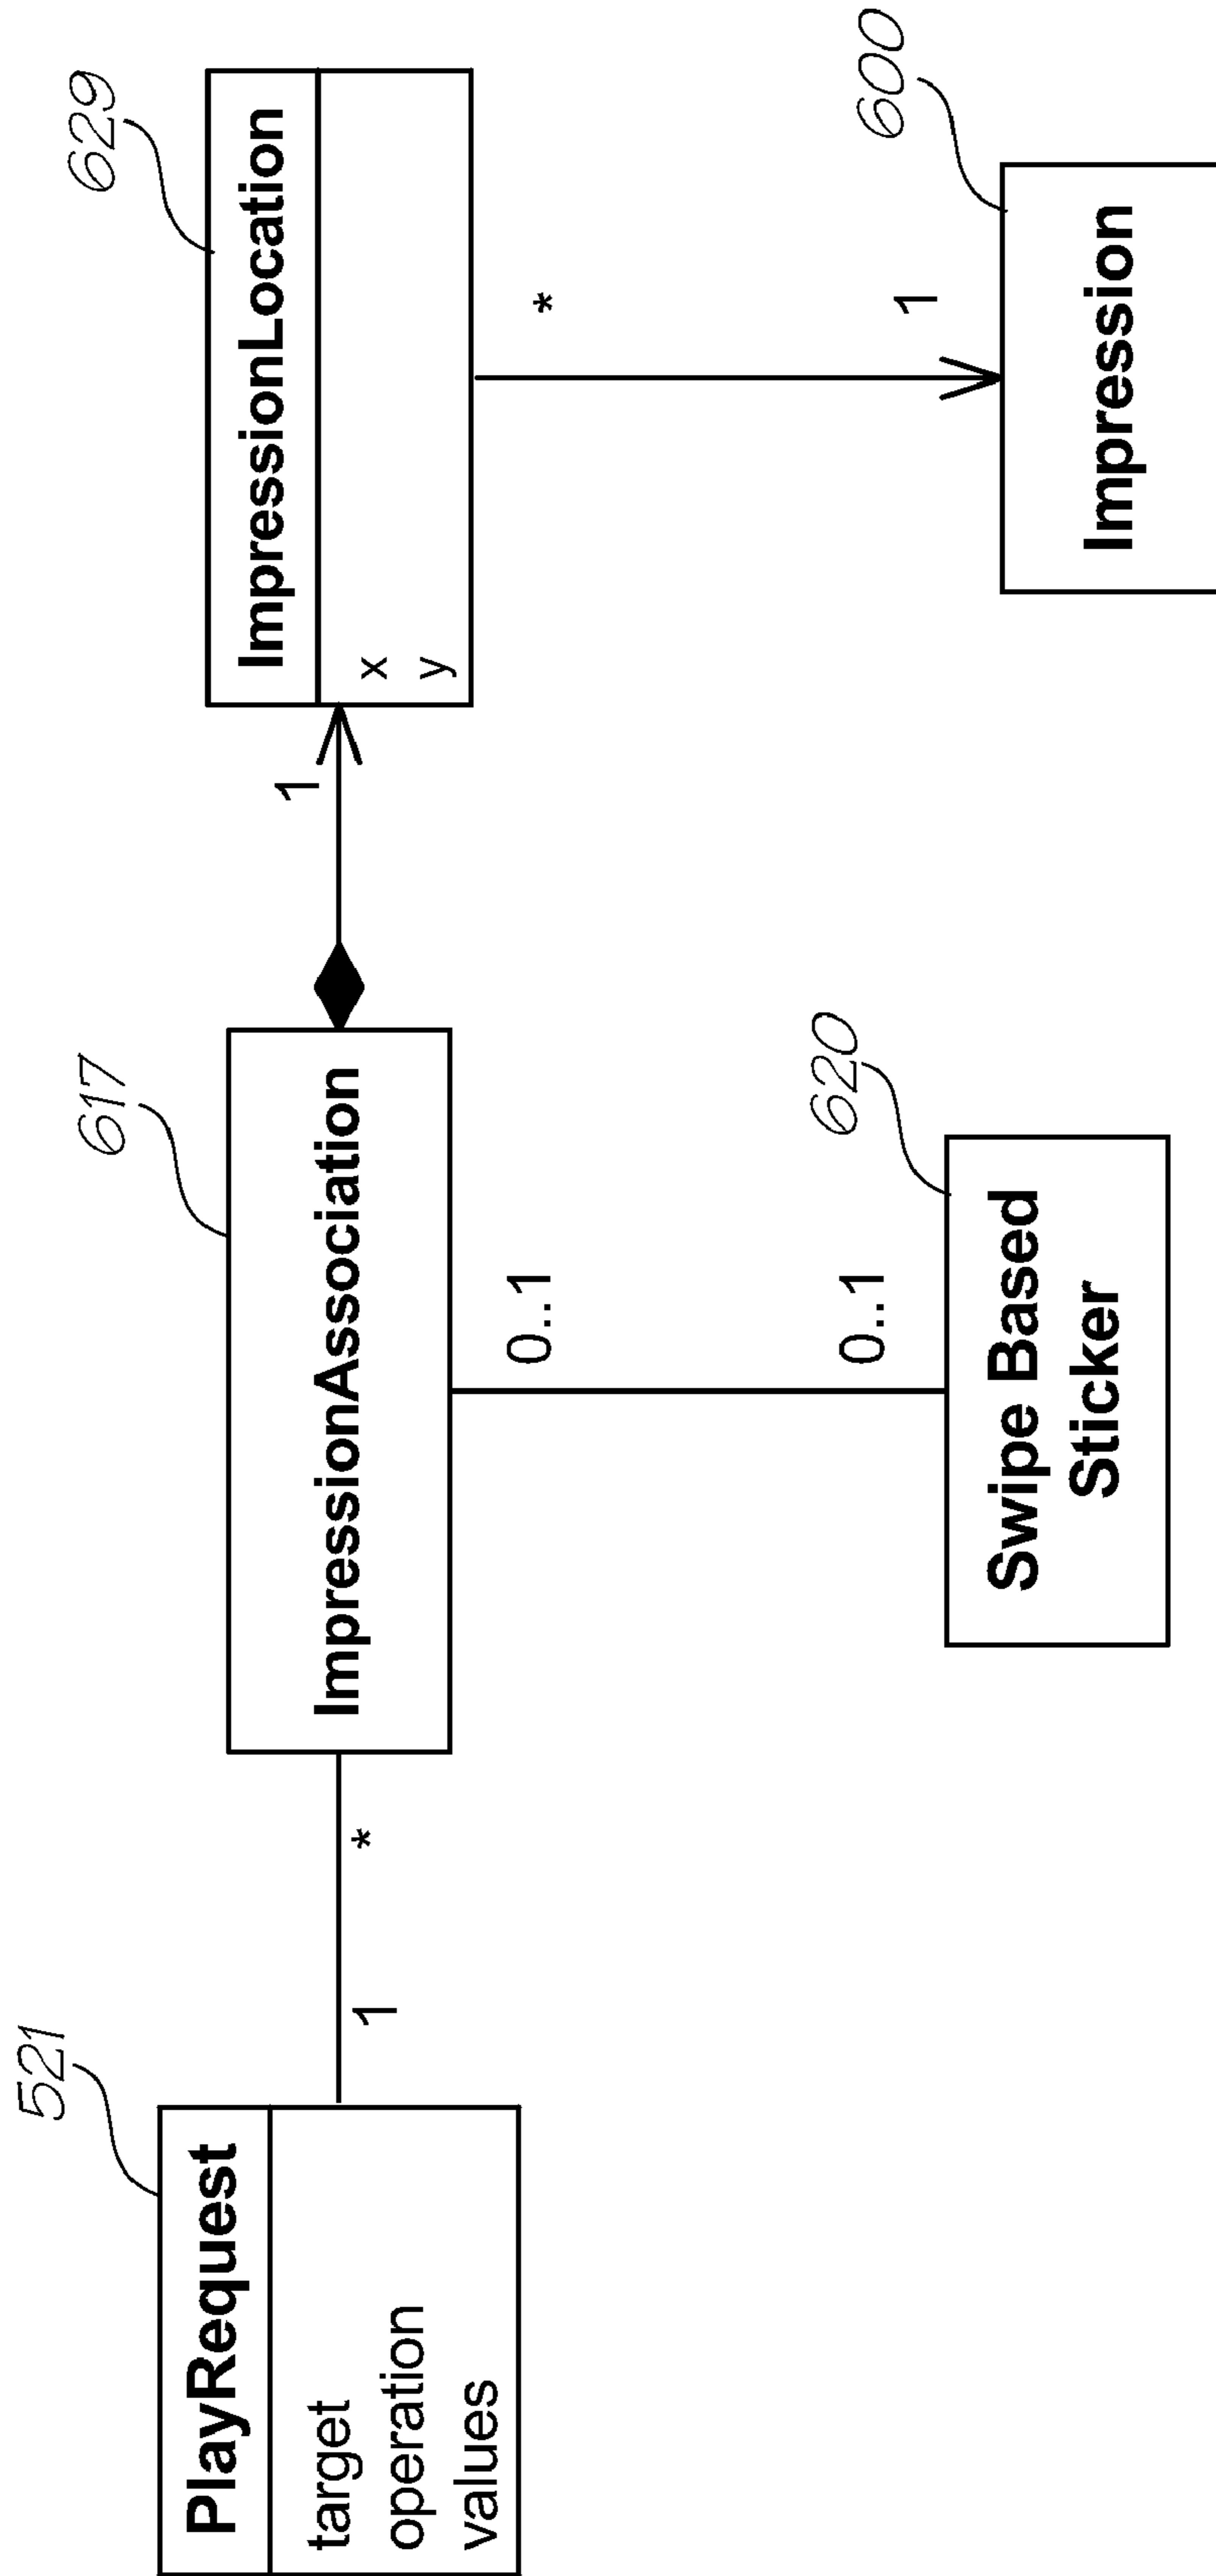 521
PlayRequest
target
operation
values
1
*
617
ImpressionAssociation
0..1
0..1
620
Swipe Based
Sticker
1
629
ImpressionLocation
x
y
*
1
600
Impression